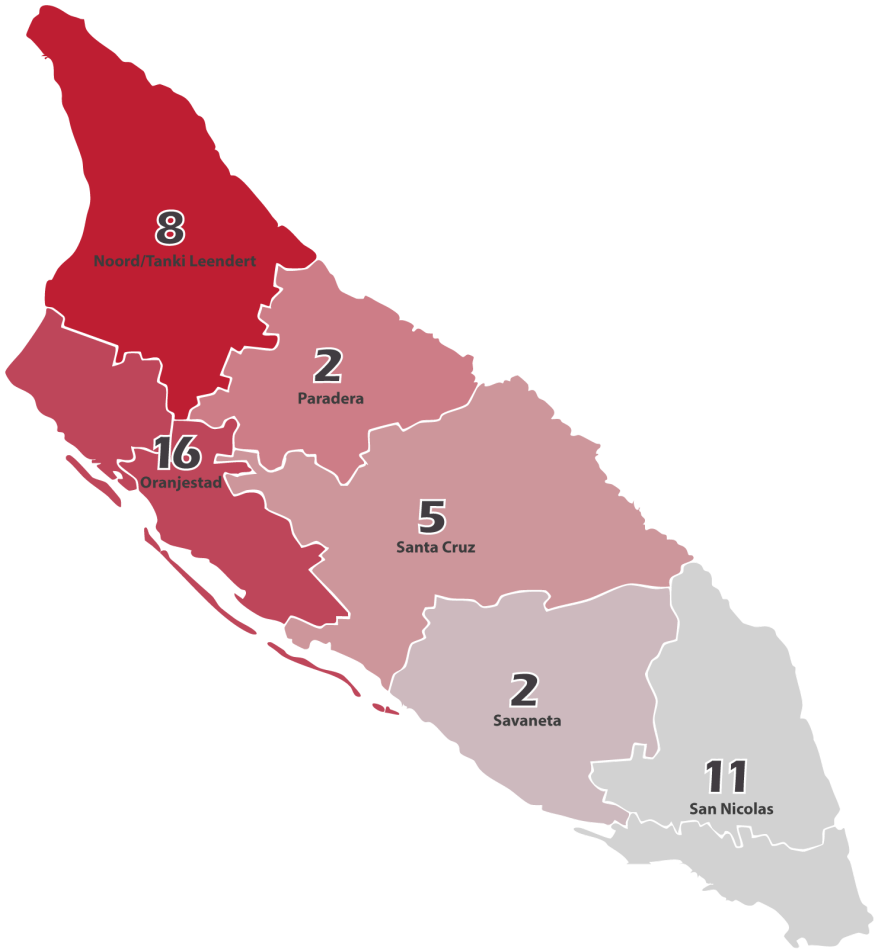 8
Noord/Tanki Leendert
2
Paradera
16
Oranjestad
5
Santa Cruz
2
Savaneta
11
San Nicolas